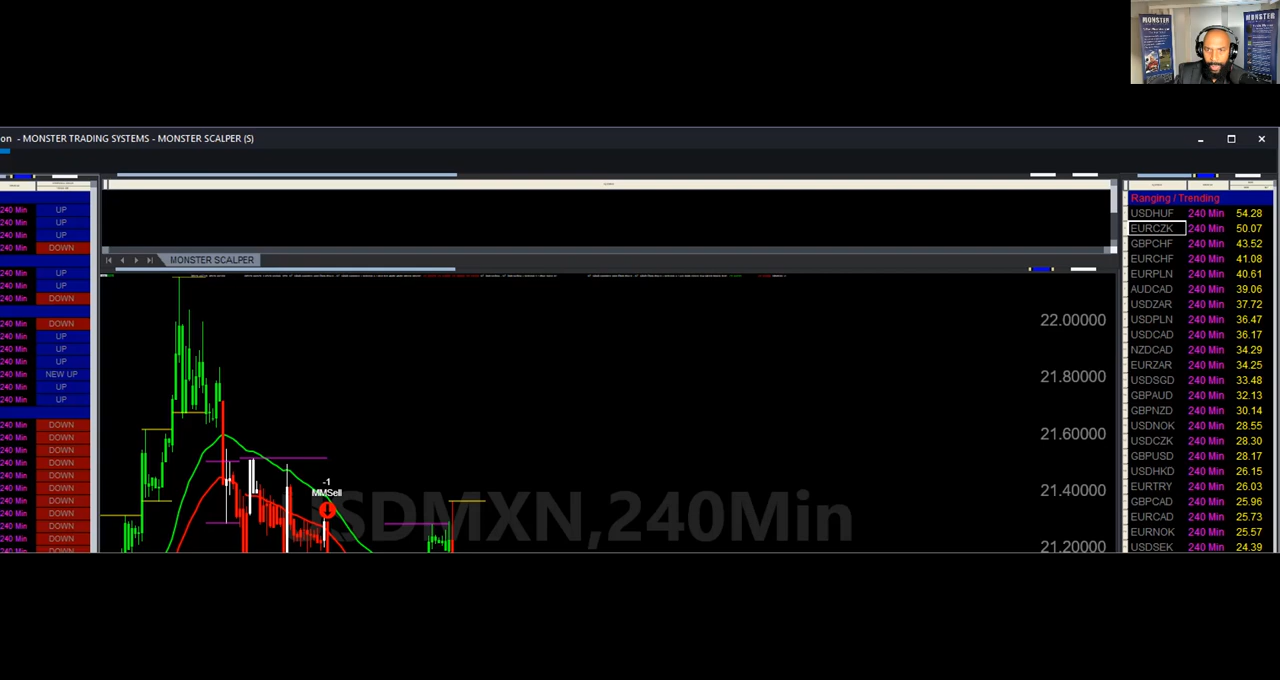 MONSTER
MONSTER
on - MONSTER TRADING SYSTEMS - MONSTER SCALPER (S)
240 Min UP
240 Min UP
240 Min UP
240 Min DOWN
240 Min UP
240 Min UP
240 Min DOWN
240 Min DOWN
240 Min UP
240 Min UP
240 Min UP
240 Min NEW UP
240 Min UP
240 Min UP
240 Min DOWN
240 Min DOWN
240 Min DOWN
240 Min DOWN
240 Min DOWN
240 Min DOWN
240 Min DOWN
240 Min DOWN
240 Min DOWN
240 Min DOWN
240 Min DOWN
MONSTER SCALPER
22.00000
21.80000
21.60000
21.40000
21.20000
-1
MMSell
USDMXN,240Min
Ranging / Trending
USDHUF 240 Min 54.28
EURCZK 240 Min 50.07
GBPCHF 240 Min 43.52
EURCHF 240 Min 41.08
EURPLN 240 Min 40.61
AUDCAD 240 Min 39.06
USDZAR 240 Min 37.72
USDPLN 240 Min 36.47
USDCAD 240 Min 36.17
NZDCAD 240 Min 34.29
EURZAR 240 Min 34.25
USDSGD 240 Min 33.48
GBPAUD 240 Min 32.13
GBPNZD 240 Min 30.14
USDNOK 240 Min 28.55
USDCZK 240 Min 28.30
GBPUSD 240 Min 28.17
USDHKD 240 Min 26.15
EURTRY 240 Min 26.03
GBPCAD 240 Min 25.96
EURCAD 240 Min 25.73
EURNOK 240 Min 25.57
USDSEK 240 Min 24.39